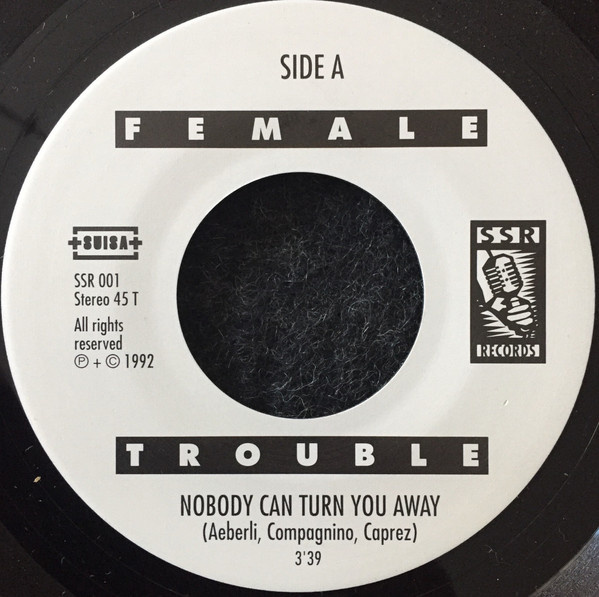 SIDE A
FEMALE
SUISA
SSR 001
Stereo 45 T
All rights
reserved
℗ + © 1992
SSR
RECORDS
TROUBLE
NOBODY CAN TURN YOU AWAY
(Aeberli, Compagnino, Caprez)
3'39